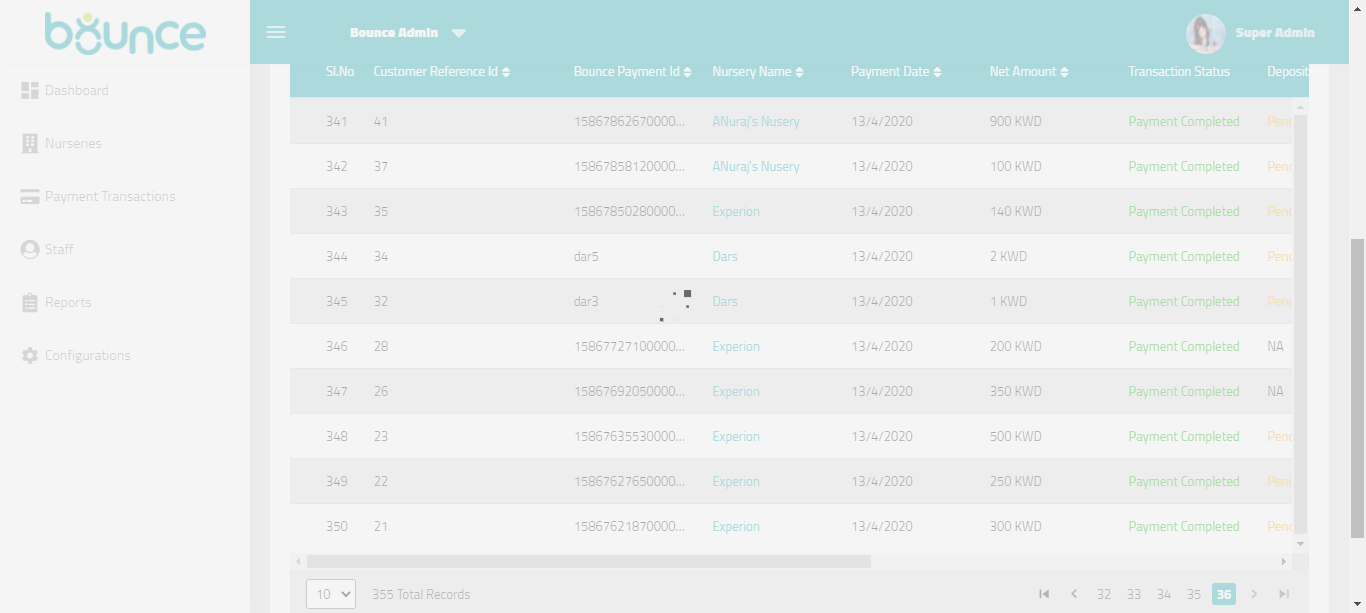 bounce
Bounce Admin
Super Admin
Dashboard
Nurseries
Payment Transactions
Staff
Reports
Configurations
Sl.No Customer Reference Id Bounce Payment Id Nursery Name Payment Date Net Amount Transaction Status Deposit
341 41 15867862670000... ANuraj's Nusery 13/4/2020 900 KWD Payment Completed Pen
342 37 15867858120000... ANuraj's Nusery 13/4/2020 100 KWD Payment Completed Pen
343 35 15867850280000... Experion 13/4/2020 140 KWD Payment Completed Pen
344 34 dar5 Dars 13/4/2020 2 KWD Payment Completed Pen
345 32 dar3 Dars 13/4/2020 1 KWD Payment Completed Pen
346 28 15867727100000... Experion 13/4/2020 200 KWD Payment Completed NA
347 26 15867692050000... Experion 13/4/2020 350 KWD Payment Completed NA
348 23 15867635530000... Experion 13/4/2020 500 KWD Payment Completed Pen
349 22 15867627650000... Experion 13/4/2020 250 KWD Payment Completed Pen
350 21 15867621870000... Experion 13/4/2020 300 KWD Payment Completed Pen
10 355 Total Records 32 33 34 35 36